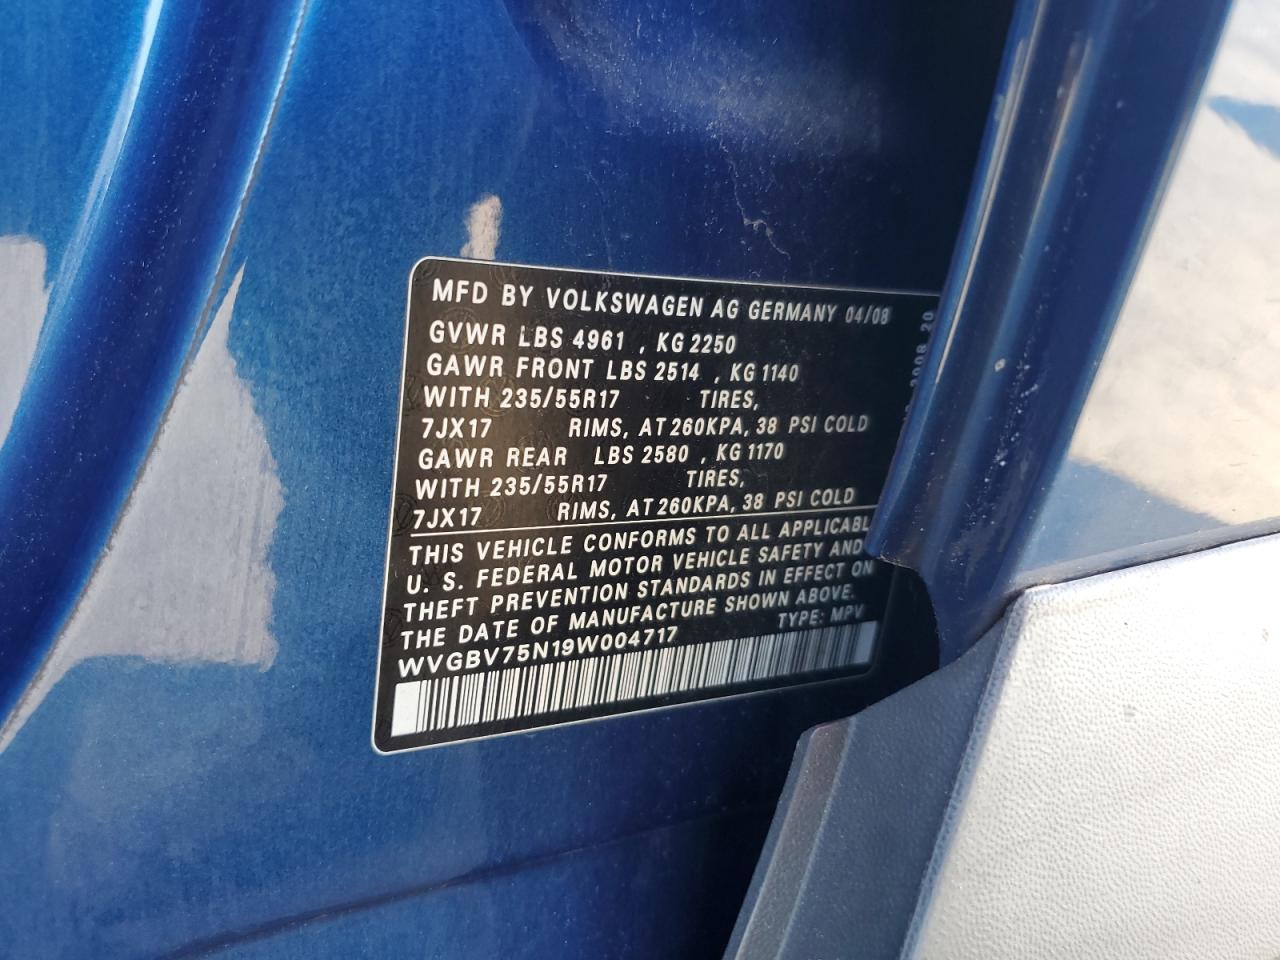 MFD BY VOLKSWAGEN AG GERMANY 04/08
GVWR LBS 4961 , KG 2250
GAWR FRONT LBS 2514 , KG 1140
WITH 235/55R17 TIRES,
7JX17 RIMS, AT 260KPA, 38 PSI COLD
GAWR REAR LBS 2580 , KG 1170
WITH 235/55R17 TIRES,
7JX17 RIMS, AT 260KPA, 38 PSI COLD
THIS VEHICLE CONFORMS TO ALL APPLICABL
U. S. FEDERAL MOTOR VEHICLE SAFETY AND
THEFT PREVENTION STANDARDS IN EFFECT ON
THE DATE OF MANUFACTURE SHOWN ABOVE.
WVGBV75N19W004717 TYPE: MPV
2008 20